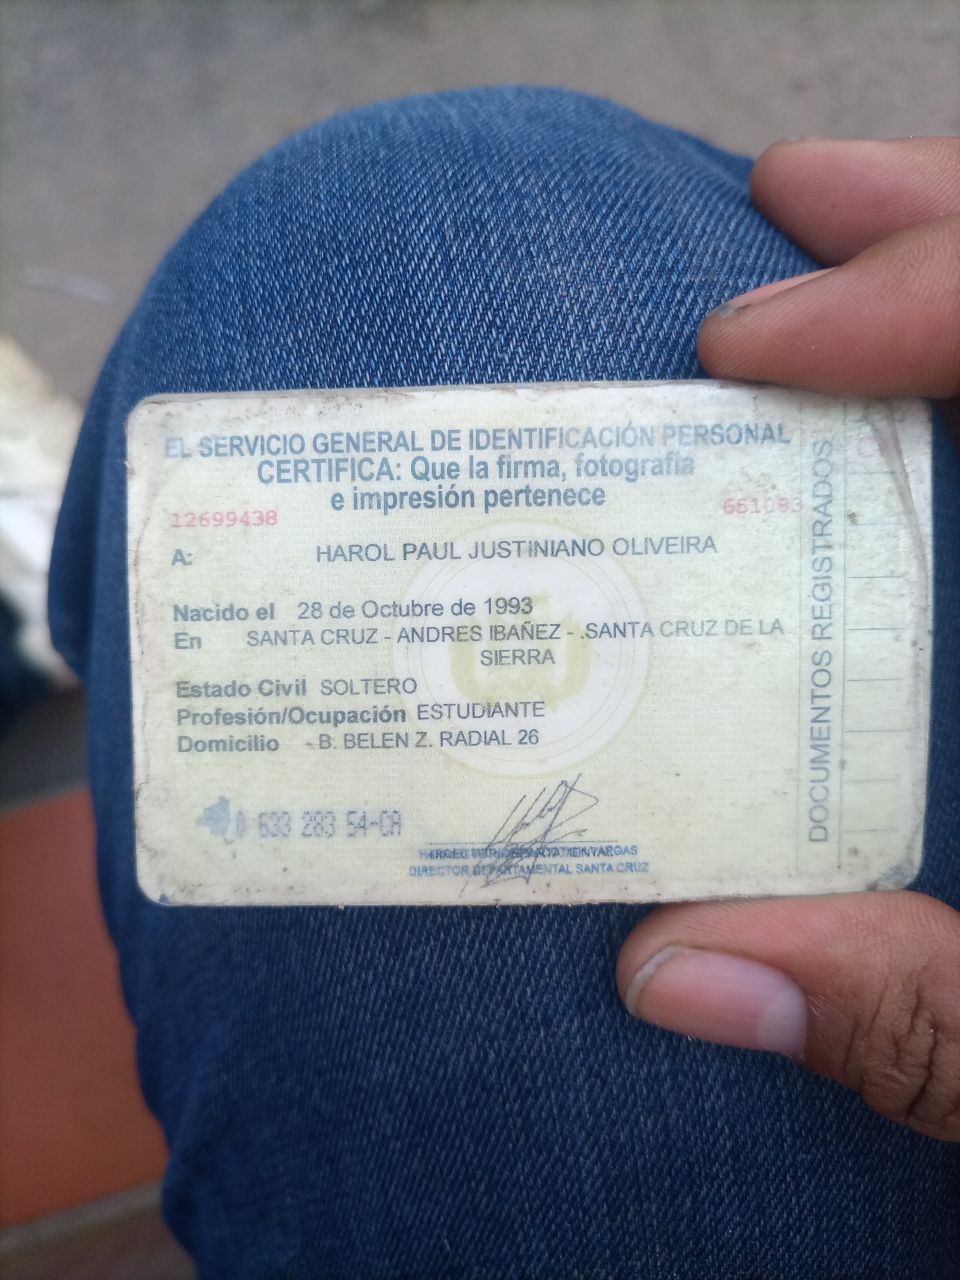 EL SERVICIO GENERAL DE IDENTIFICACIÓN PERSONAL
CERTIFICA: Que la firma, fotografía
e impresión pertenece
12699438 651093
A: HAROL PAUL JUSTINIANO OLIVEIRA
Nacido el 28 de Octubre de 1993
En SANTA CRUZ - ANDRES IBAÑEZ - .SANTA CRUZ DE LA
SIERRA
Estado Civil SOLTERO
Profesión/Ocupación ESTUDIANTE
Domicilio - B. BELEN Z. RADIAL 26
633 283 54-CA
DIRECTOR DEPARTAMENTAL SANTA CRUZ
DOCUMENTOS REGISTRADOS